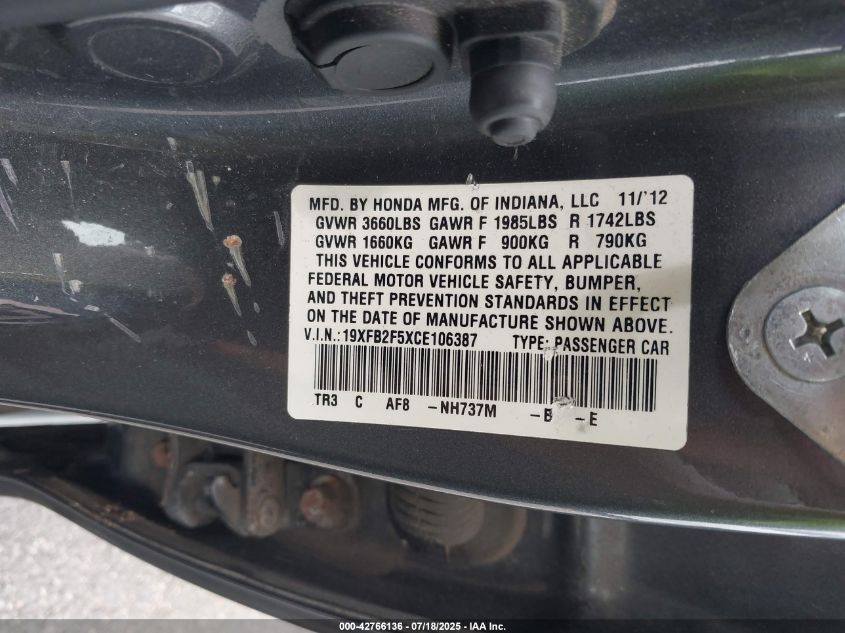 MFD. BY HONDA MFG. OF INDIANA, LLC 11/'12
GVWR 3660LBS GAWR F 1985LBS R 1742LBS
GVWR 1660KG GAWR F 900KG R 790KG
THIS VEHICLE CONFORMS TO ALL APPLICABLE
FEDERAL MOTOR VEHICLE SAFETY, BUMPER,
AND THEFT PREVENTION STANDARDS IN EFFECT
ON THE DATE OF MANUFACTURE SHOWN ABOVE.
V.I.N.: 19XFB2F5XCE106387 TYPE: PASSENGER CAR
TR3 C AF8 -NH737M -B -E
000-42766136 - 07/18/2025 - IAA Inc.